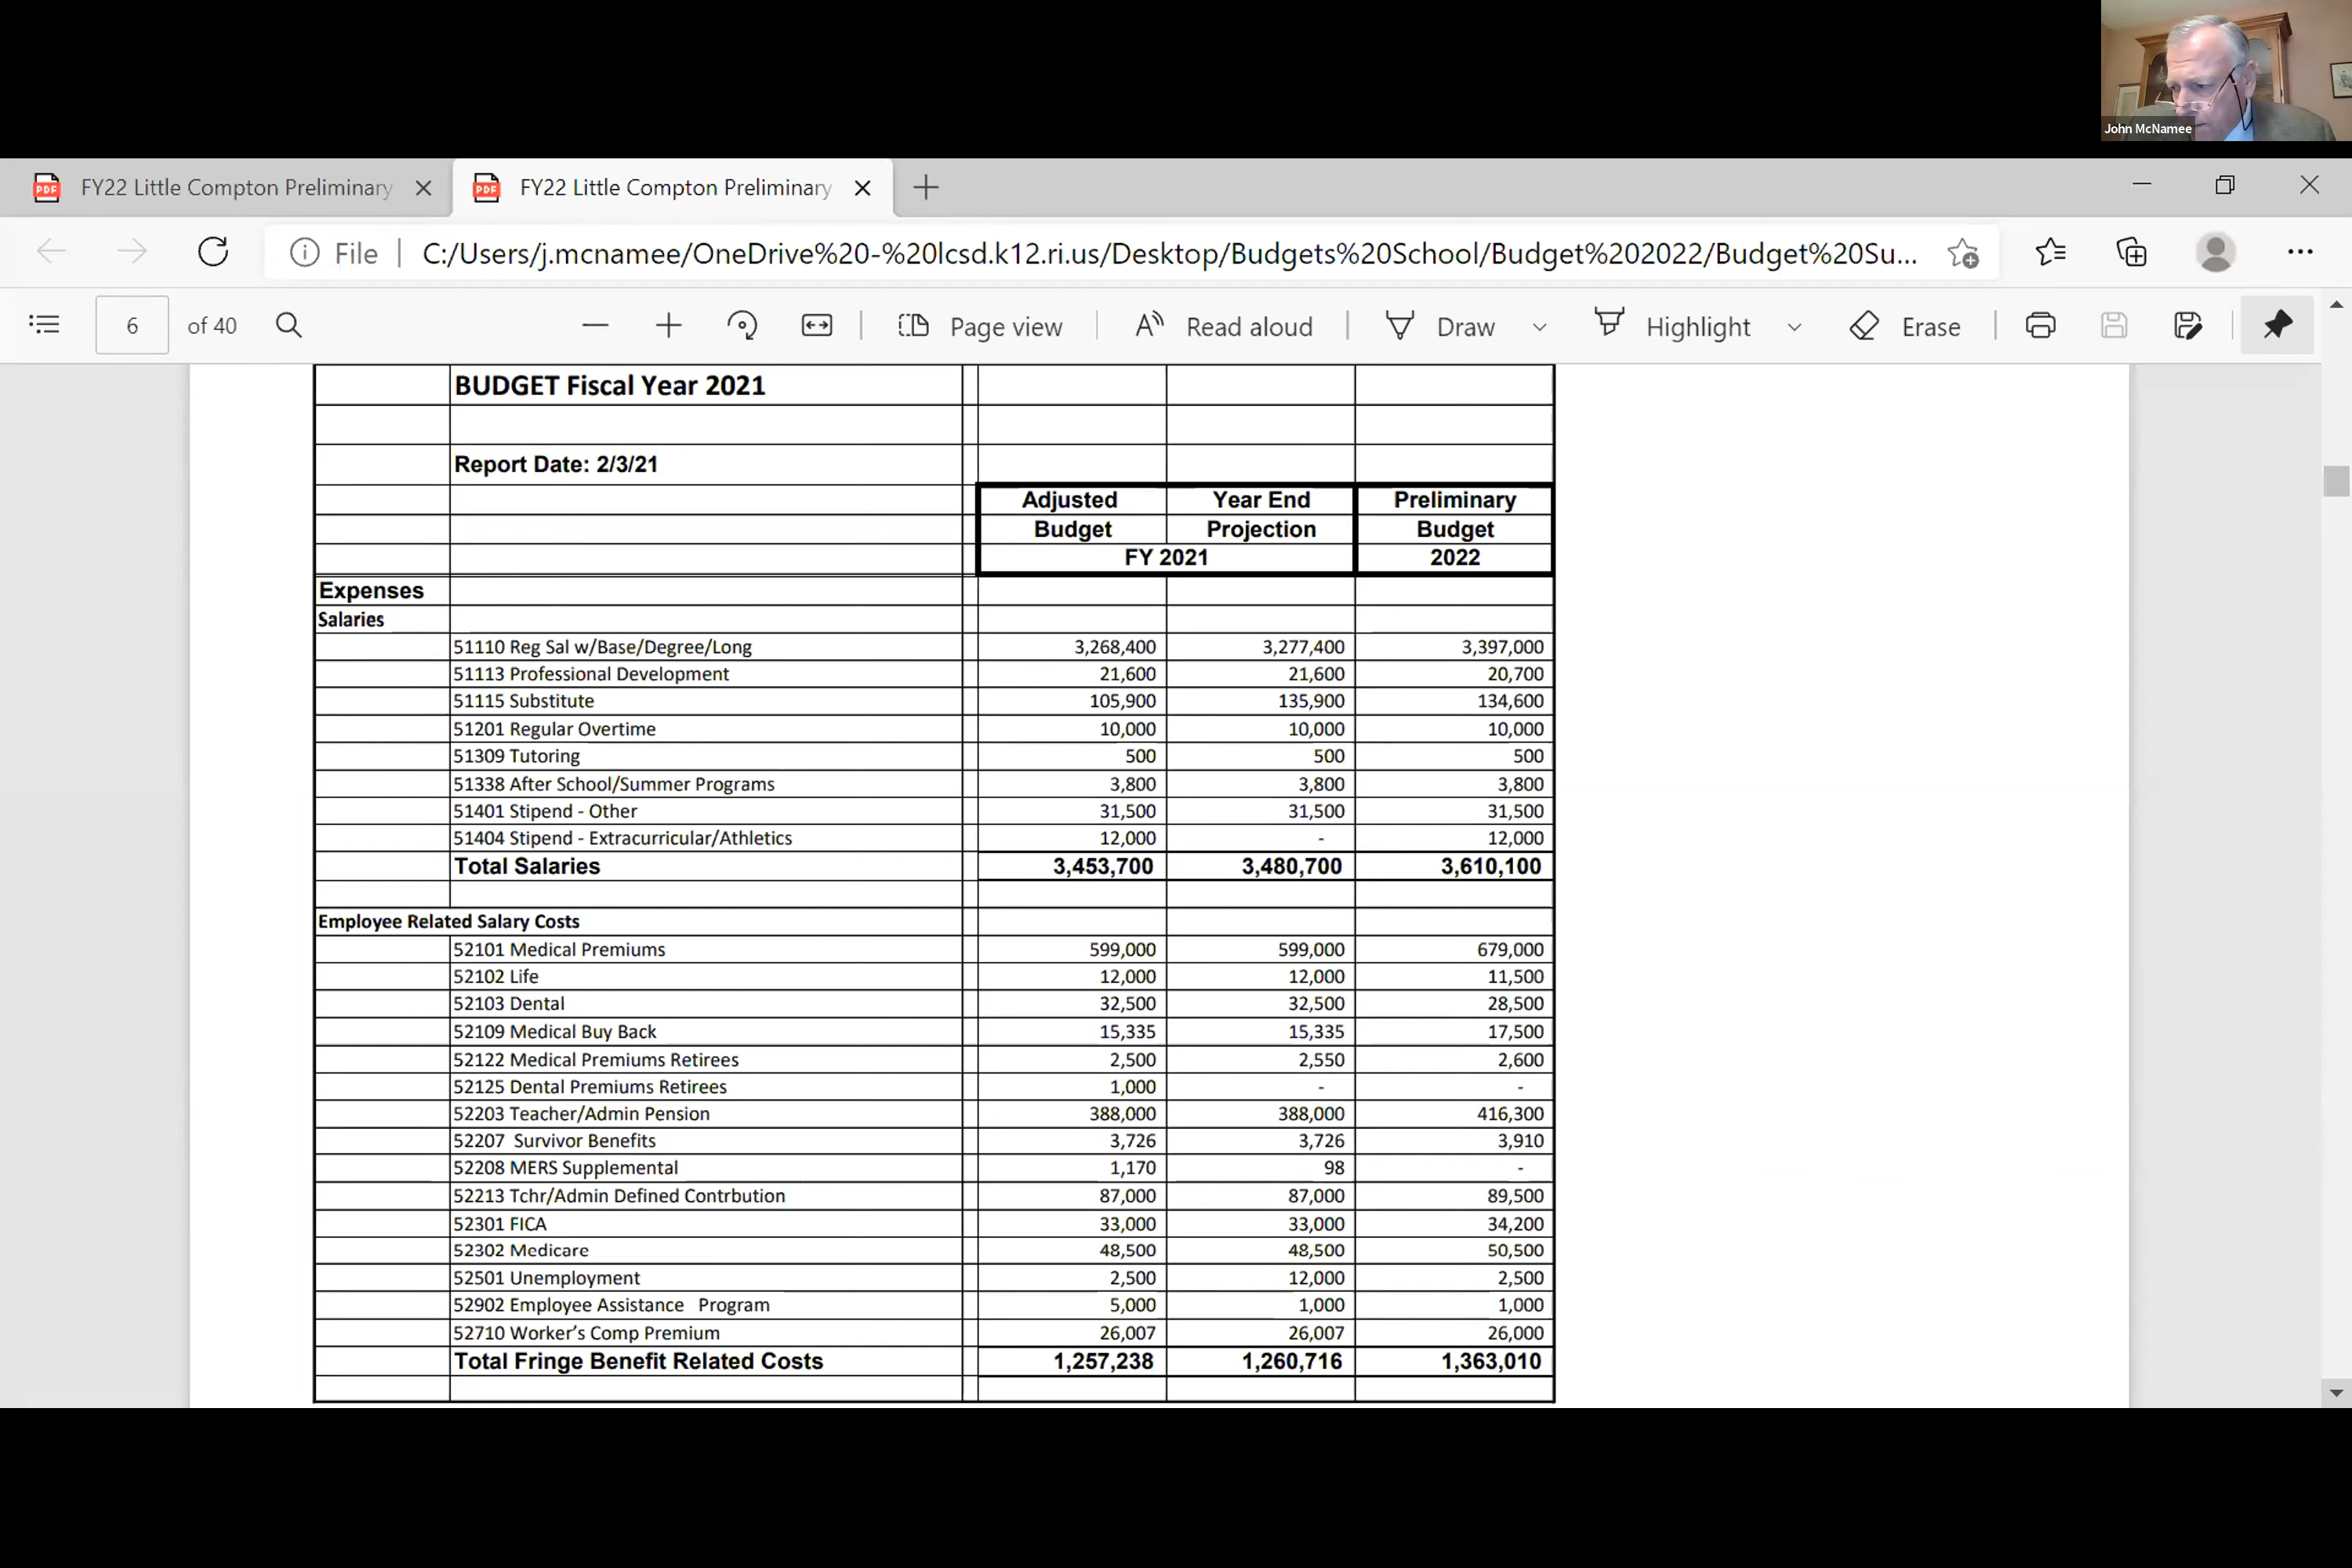 John McNamee
FY22 Little Compton Preliminary
FY22 Little Compton Preliminary
File
C:/Users/j.mcnamee/OneDrive%20-%20lcsd.k12.ri.us/Desktop/Budgets%20School/Budget%202022/Budget%20Su...
6 of 40
Page view
Read aloud
Draw
Highlight
Erase
BUDGET Fiscal Year 2021
Report Date: 2/3/21
Adjusted Year End Preliminary
Budget Projection Budget
FY 2021 2022
Expenses
Salaries
51110 Reg Sal w/Base/Degree/Long 3,268,400 3,277,400 3,397,000
51113 Professional Development 21,600 21,600 20,700
51115 Substitute 105,900 135,900 134,600
51201 Regular Overtime 10,000 10,000 10,000
51309 Tutoring 500 500 500
51338 After School/Summer Programs 3,800 3,800 3,800
51401 Stipend - Other 31,500 31,500 31,500
51404 Stipend - Extracurricular/Athletics 12,000 - 12,000
Total Salaries 3,453,700 3,480,700 3,610,100
Employee Related Salary Costs
52101 Medical Premiums 599,000 599,000 679,000
52102 Life 12,000 12,000 11,500
52103 Dental 32,500 32,500 28,500
52109 Medical Buy Back 15,335 15,335 17,500
52122 Medical Premiums Retirees 2,500 2,550 2,600
52125 Dental Premiums Retirees 1,000 - -
52203 Teacher/Admin Pension 388,000 388,000 416,300
52207 Survivor Benefits 3,726 3,726 3,910
52208 MERS Supplemental 1,170 98 -
52213 Tchr/Admin Defined Contrbution 87,000 87,000 89,500
52301 FICA 33,000 33,000 34,200
52302 Medicare 48,500 48,500 50,500
52501 Unemployment 2,500 12,000 2,500
52902 Employee Assistance Program 5,000 1,000 1,000
52710 Worker's Comp Premium 26,007 26,007 26,000
Total Fringe Benefit Related Costs 1,257,238 1,260,716 1,363,010